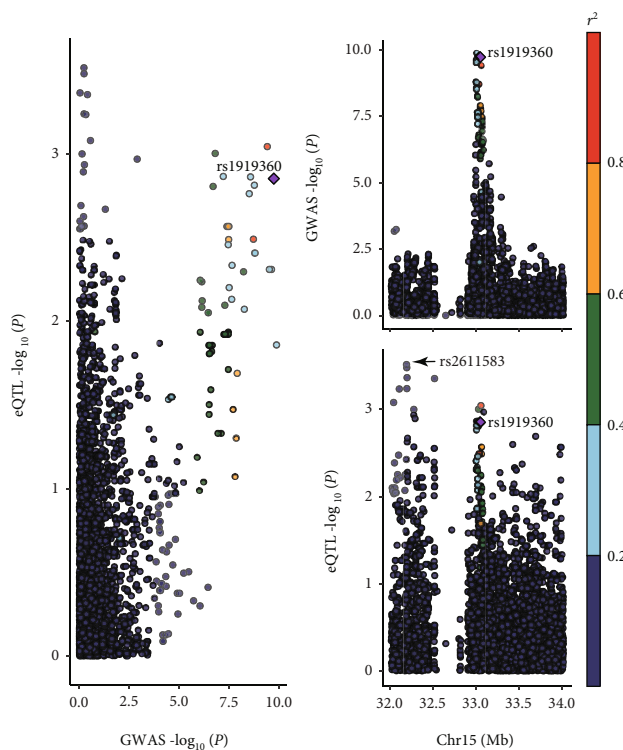 eQTL -log10 (P)
3
2
1
0
rs1919360
0.0
2.5
5.0
7.5
10.0
GWAS -log10 (P)
GWAS -log10 (P)
10.0
7.5
5.0
2.5
0.0
rs1919360
eQTL -log10 (P)
3
2
1
0
rs2611583
rs1919360
32.0
32.5
33.0
33.5
34.0
Chr15 (Mb)
r2
0.8
0.6
0.4
0.2